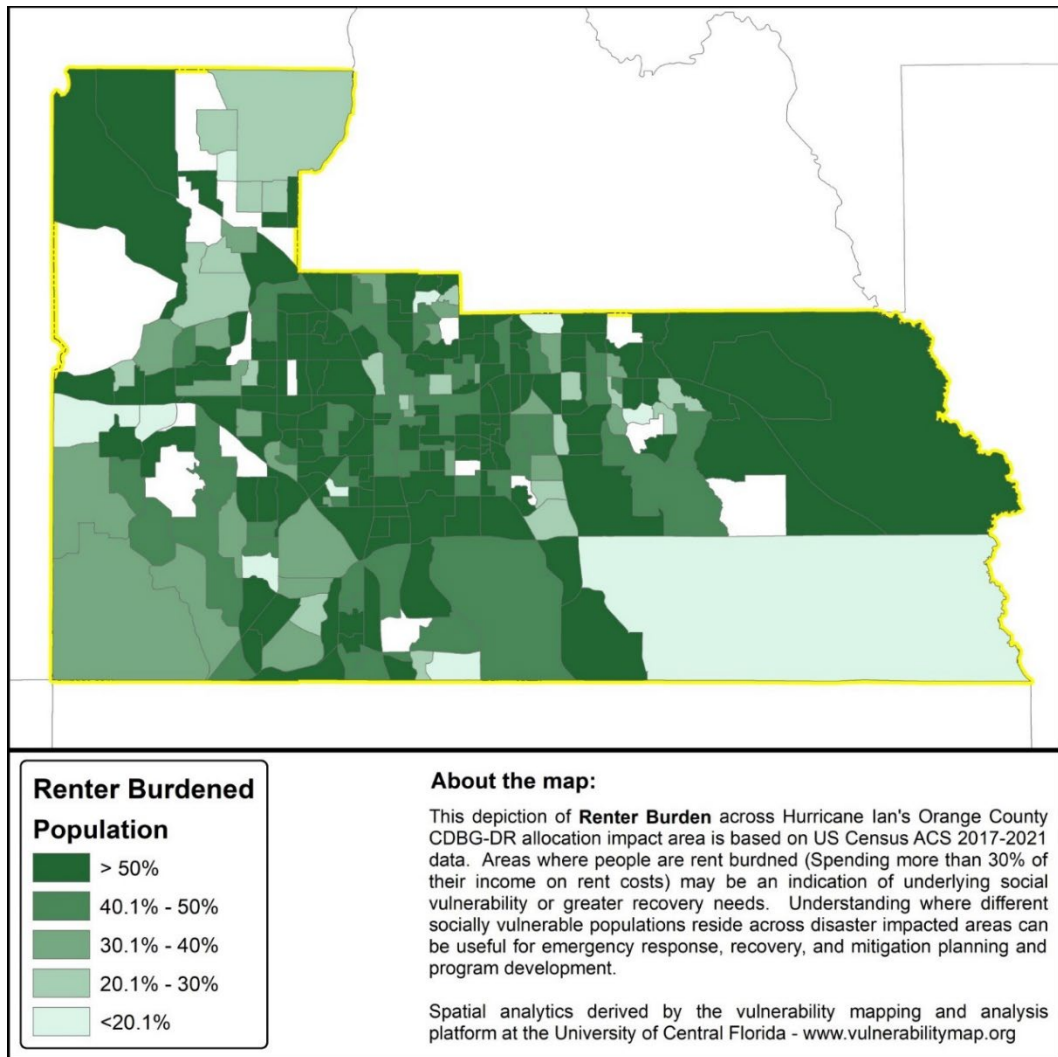 Renter Burdened
Population
> 50%
40.1% - 50%
30.1% - 40%
20.1% - 30%
<20.1%
About the map:
This depiction of Renter Burden across Hurricane Ian's Orange County
CDBG-DR allocation impact area is based on US Census ACS 2017-2021
data. Areas where people are rent burdned (Spending more than 30% of
their income on rent costs) may be an indication of underlying social
vulnerability or greater recovery needs. Understanding where different
socially vulnerable populations reside across disaster impacted areas can
be useful for emergency response, recovery, and mitigation planning and
program development.
Spatial analytics derived by the vulnerability mapping and analysis
platform at the University of Central Florida - www.vulnerabilitymap.org